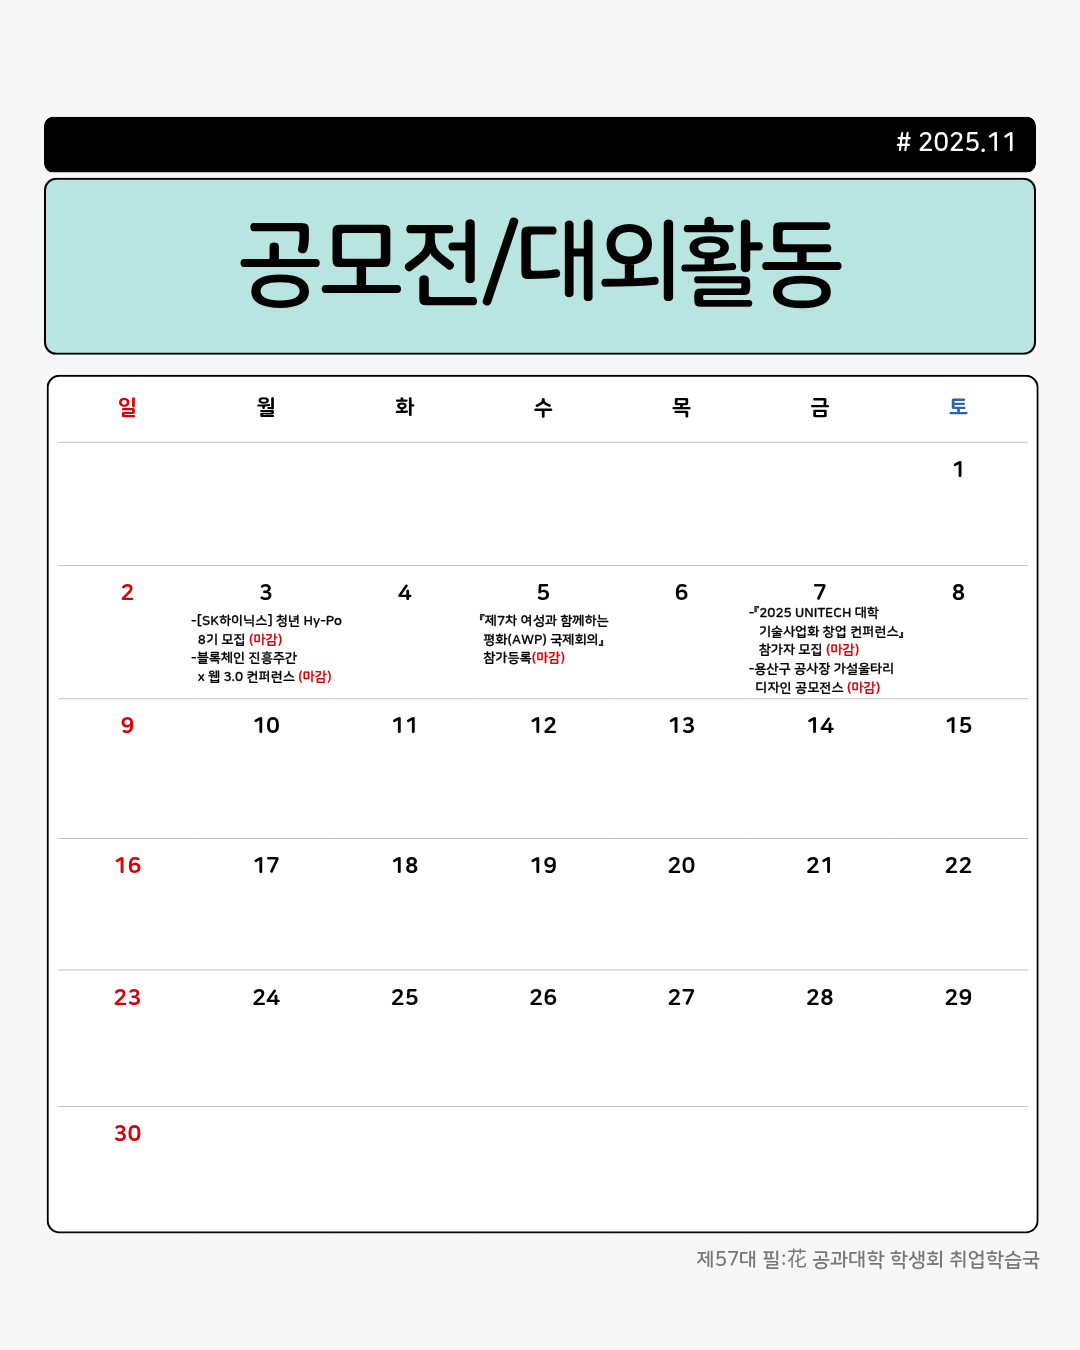 # 2025.11
공모전/대외활동
일 월 화 수 목 금 토
1
2 3 4 5 6 7 8
-[SK하이닉스] 청년 Hy-Po
8기 모집 (마감)
-블록체인 진흥주간
x 웹 3.0 컨퍼런스 (마감)
『제7차 여성과 함께하는
평화(AWP) 국제회의』
참가등록(마감)
-『2025 UNITECH 대학
기술사업화 창업 컨퍼런스』
참가자 모집 (마감)
-용산구 공사장 가설울타리
디자인 공모전스 (마감)
9 10 11 12 13 14 15
16 17 18 19 20 21 22
23 24 25 26 27 28 29
30
제57대 필:花 공과대학 학생회 취업학습국